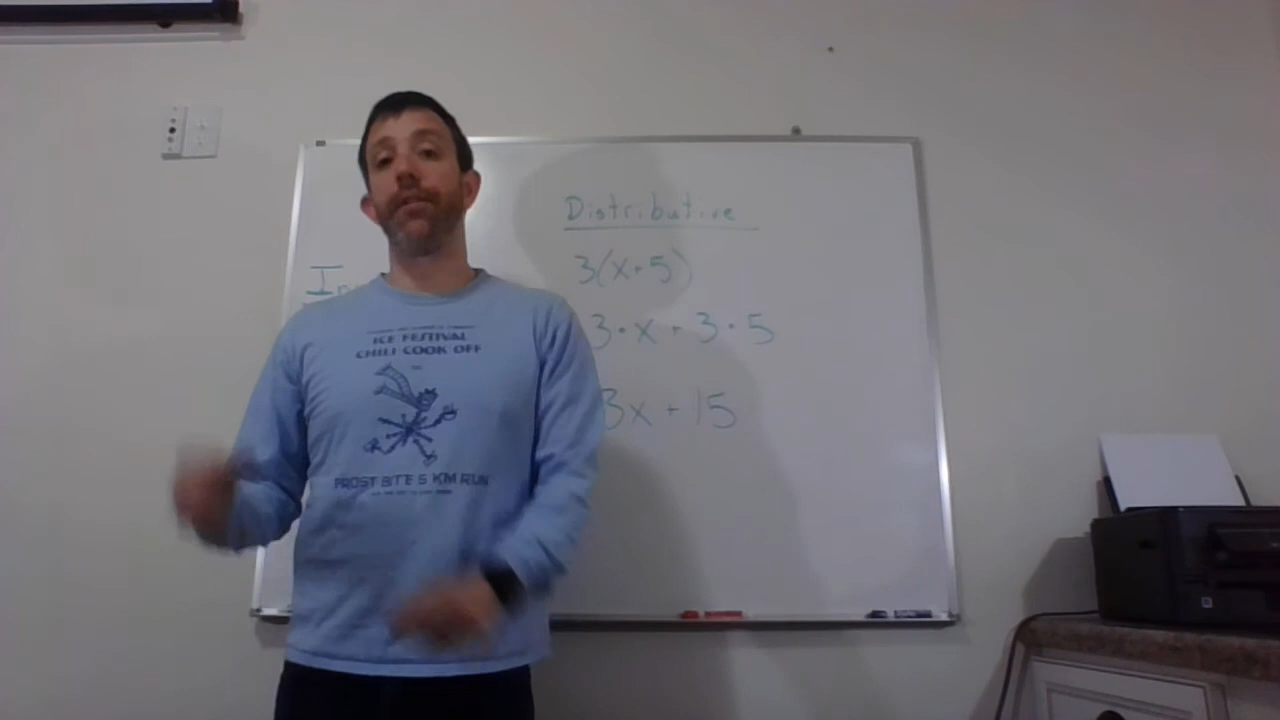 Distributive
3(x+5)
3·x + 3·5
3x + 15
ICE FESTIVAL
CHILI COOK OFF
FROST BITE 5 KM RUN